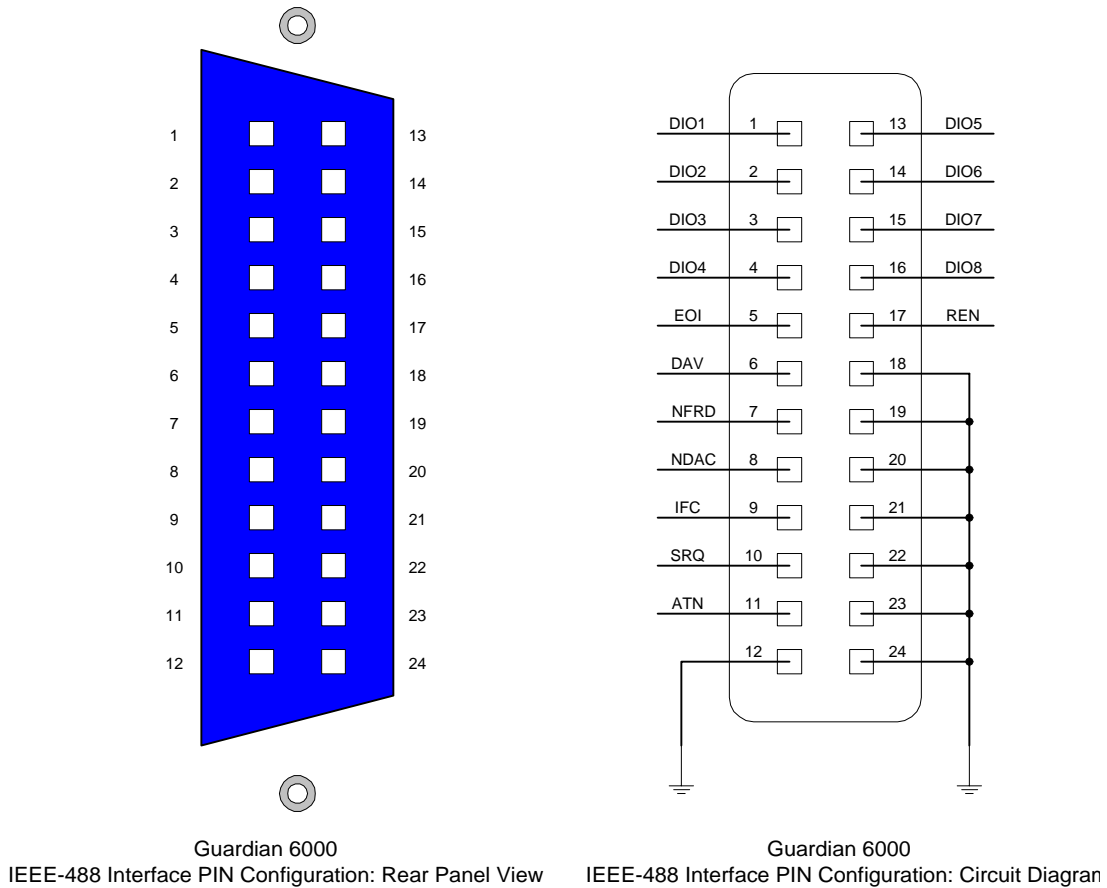 1 13
2 14
3 15
4 16
5 17
6 18
7 19
8 20
9 21
10 22
11 23
12 24
Guardian 6000
IEEE-488 Interface PIN Configuration: Rear Panel View
DIO1 1 13 DIO5
DIO2 2 14 DIO6
DIO3 3 15 DIO7
DIO4 4 16 DIO8
EOI 5 17 REN
DAV 6 18
NFRD 7 19
NDAC 8 20
IFC 9 21
SRQ 10 22
ATN 11 23
12 24
Guardian 6000
IEEE-488 Interface PIN Configuration: Circuit Diagran